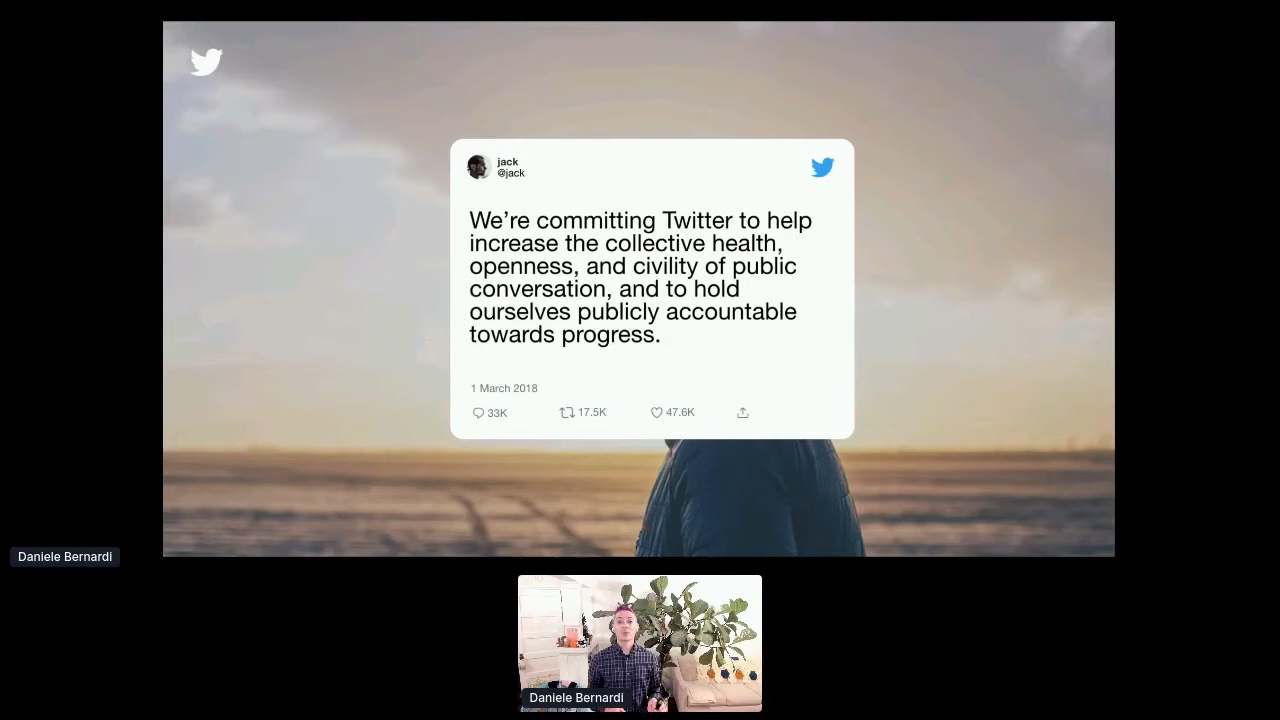 jack
@jack
We’re committing Twitter to help
increase the collective health,
openness, and civility of public
conversation, and to hold
ourselves publicly accountable
towards progress.
1 March 2018
33K 17.5K 47.6K
Daniele Bernardi
Daniele Bernardi